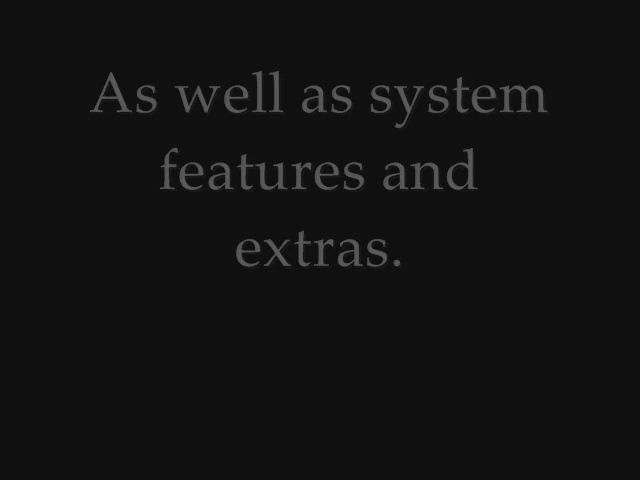 As well as system
features and
extras.